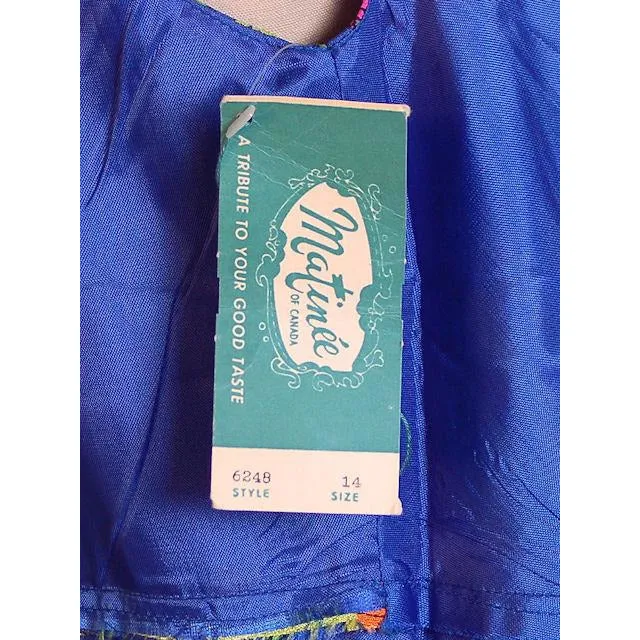 A TRIBUTE TO YOUR GOOD TASTE
Matinée
OF CANADA
6248 14
STYLE SIZE